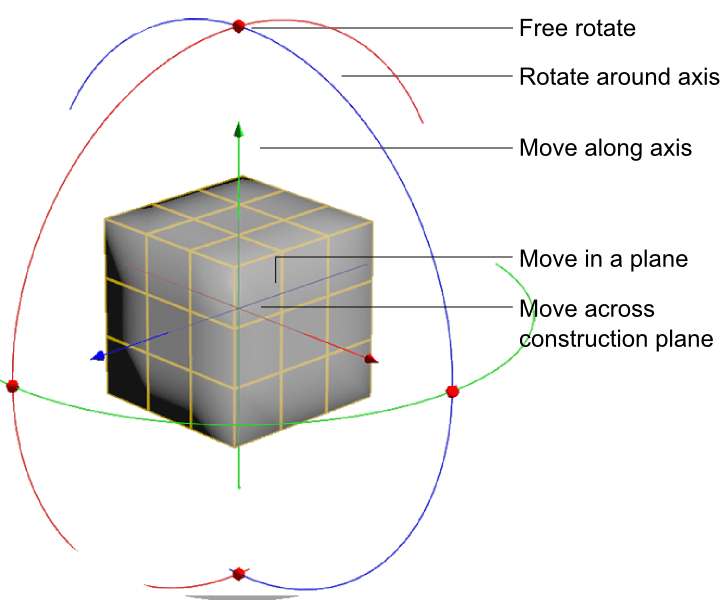 Free rotate
Rotate around axis
Move along axis
Move in a plane
Move across
construction plane